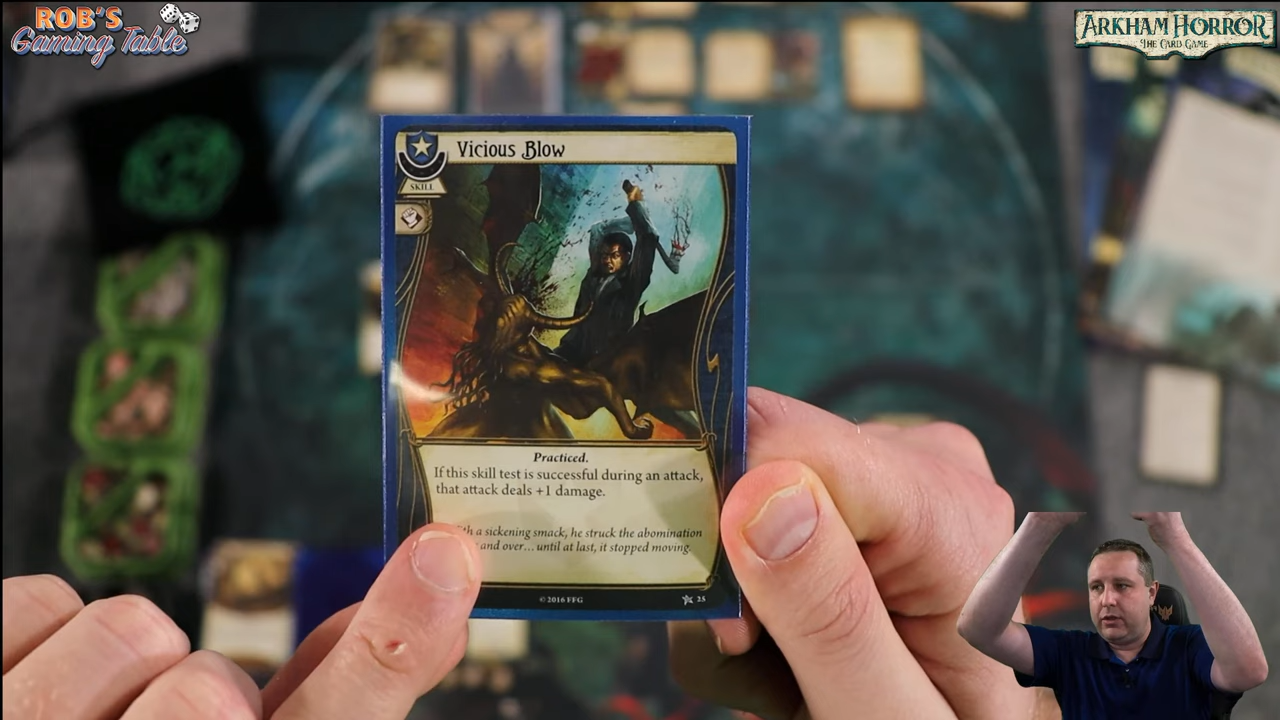 ROB'S
Gaming Table
ARKHAM HORROR
THE CARD GAME
Vicious Blow
SKILL
Practiced.
If this skill test is successful during an attack,
that attack deals +1 damage.
a sickening smack, he struck the abomination
and over... until at last, it stopped moving.
© 2016 FFG
25